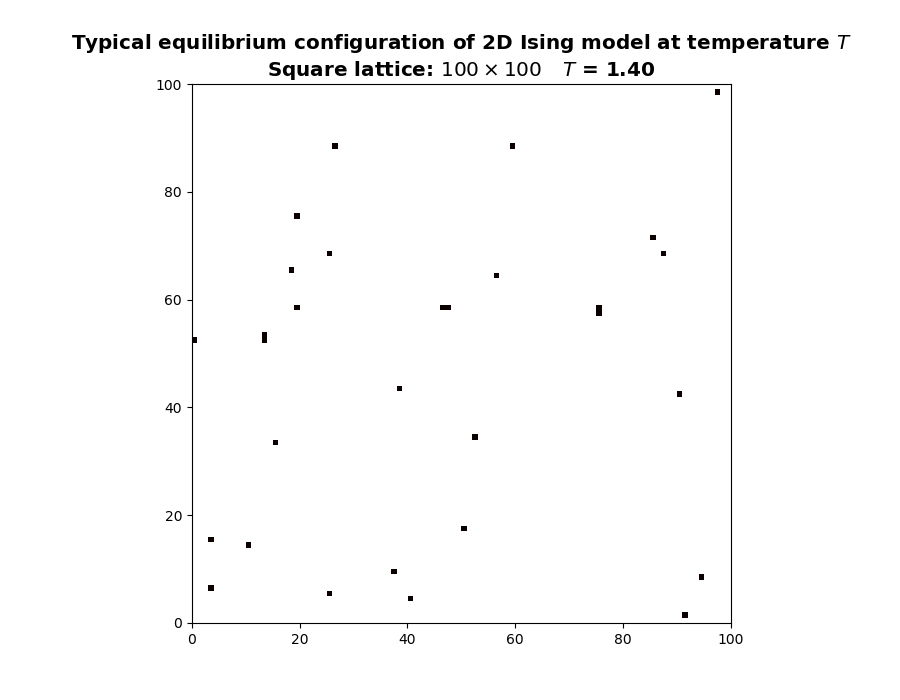 Typical equilibrium configuration of 2D Ising model at temperature T
Square lattice: 100 × 100 T = 1.40
100
80
60
40
20
0
0 20 40 60 80 100